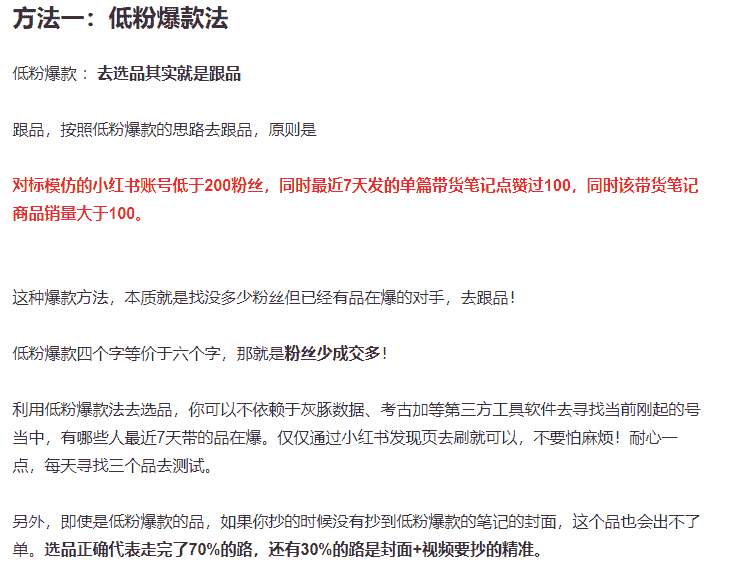 方法一：低粉爆款法
低粉爆款 ：去选品其实就是跟品
跟品，按照低粉爆款的思路去跟品，原则是
对标模仿的小红书账号低于200粉丝，同时最近7天发的单篇带货笔记点赞过100，同时该带货笔记
商品销量大于100。
这种爆款方法，本质就是找没多少粉丝但已经有品在爆的对手，去跟品！
低粉爆款四个字等价于六个字，那就是粉丝少成交多！
利用低粉爆款法去选品，你可以不依赖于灰豚数据、考古加等第三方工具软件去寻找当前刚起的号
当中，有哪些人最近7天带的品在爆。仅仅通过小红书发现页去刷就可以，不要怕麻烦！耐心一
点，每天寻找三个品去测试。
另外，即使是低粉爆款的品，如果你抄的时候没有抄到低粉爆款的笔记的封面，这个品也会出不了
单。选品正确代表走完了70%的路，还有30%的路是封面+视频要抄的精准。